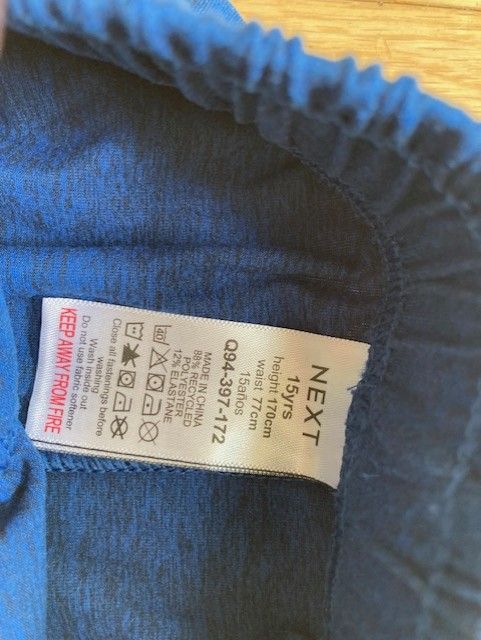 NEXT
15yrs
height 170cm
waist 77cm
15años
Q94-397-172
MADE IN CHINA
88% RECYCLED
POLYESTER
12% ELASTANE
40
Close all fastenings before
washing
Wash inside out
Do not use fabric softener
KEEP AWAY FROM FIRE